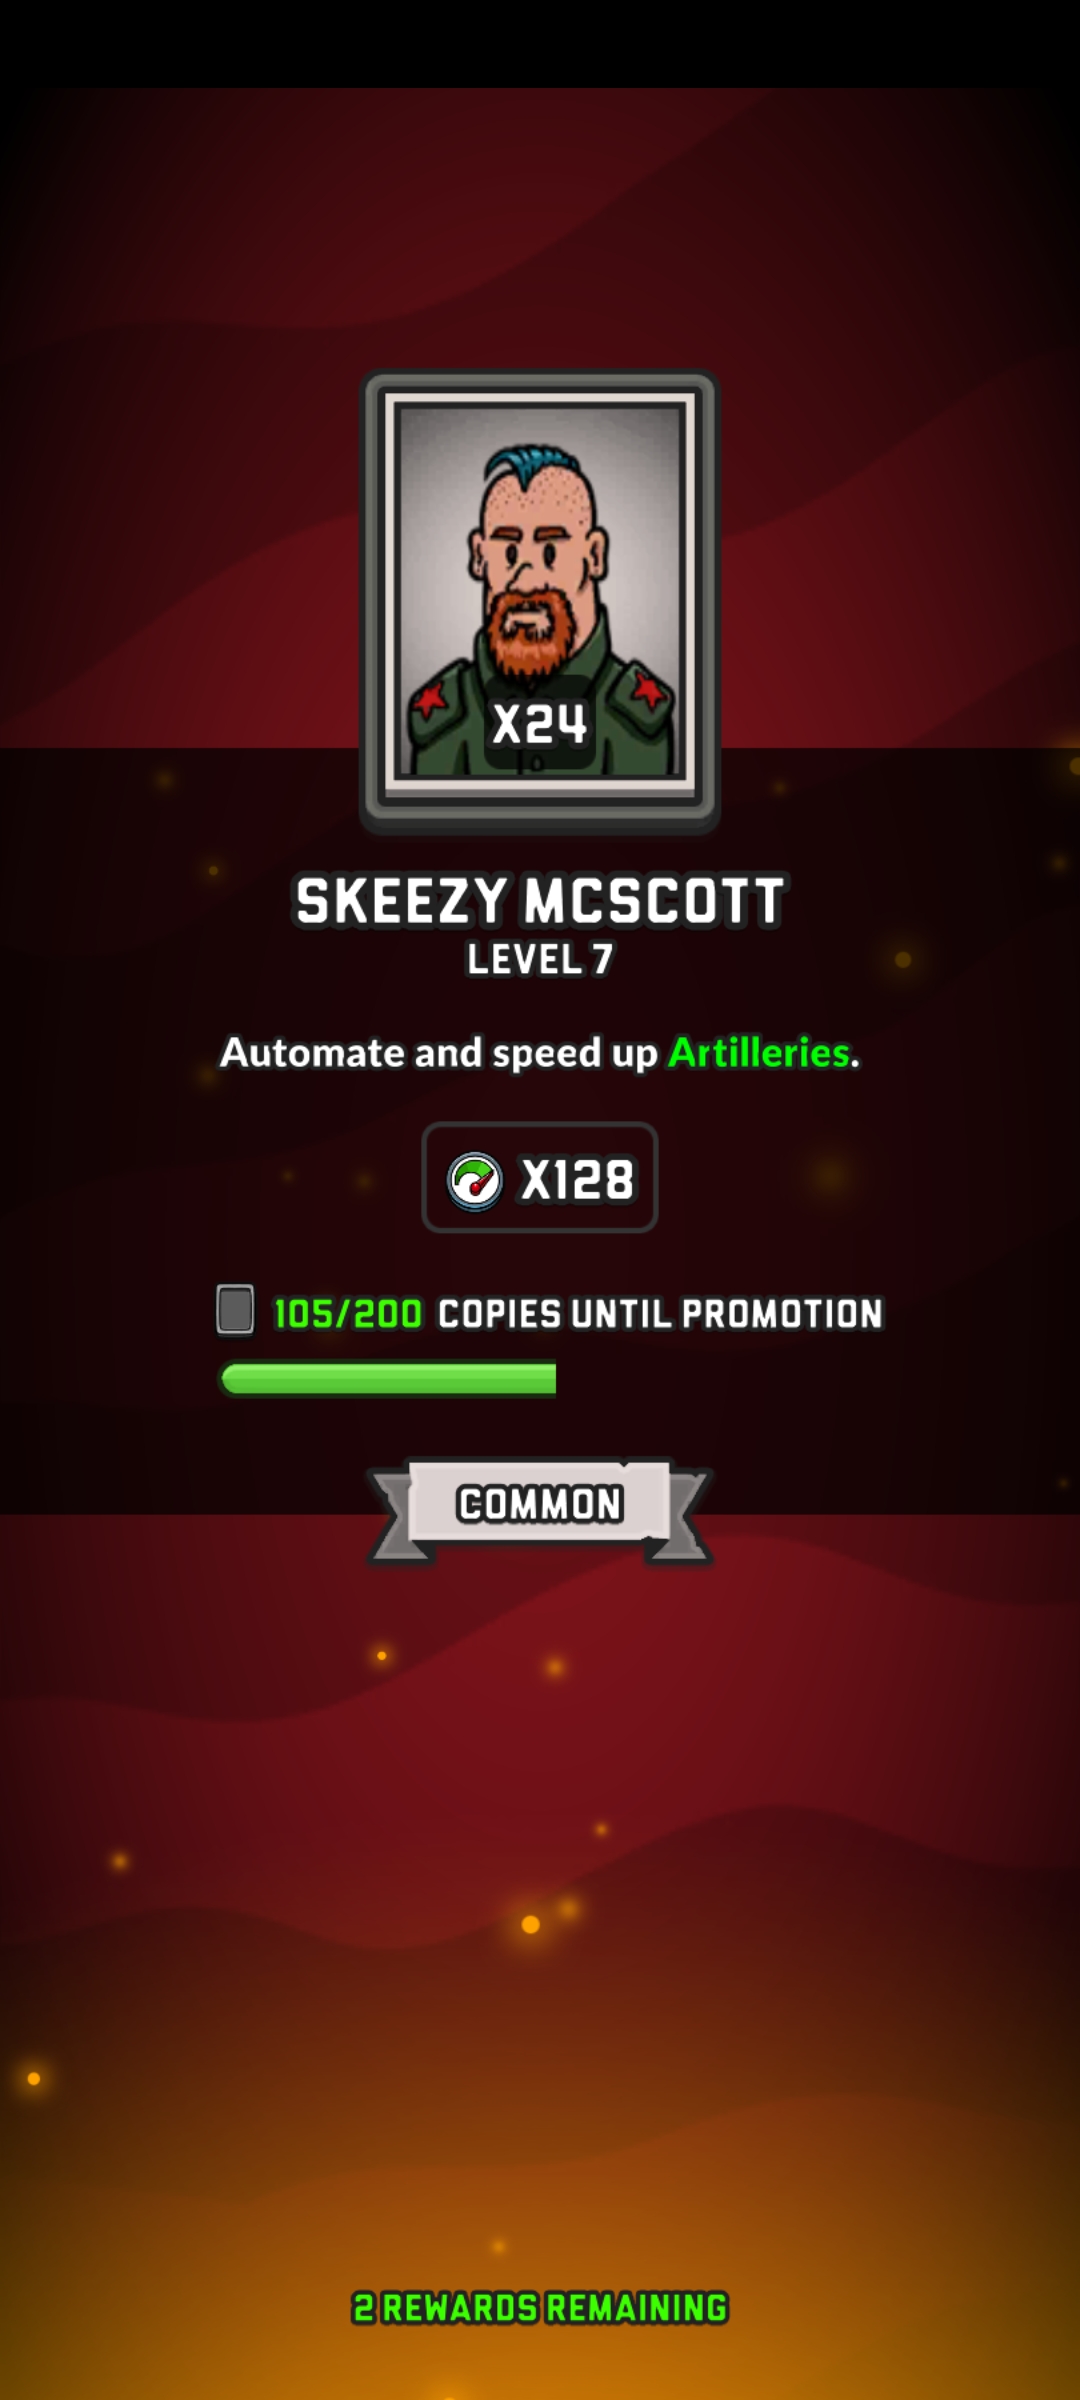 X24
SKEEZY MCSCOTT
LEVEL 7
Automate and speed up Artilleries.
X128
105/200 COPIES UNTIL PROMOTION
COMMON
2 REWARDS REMAINING